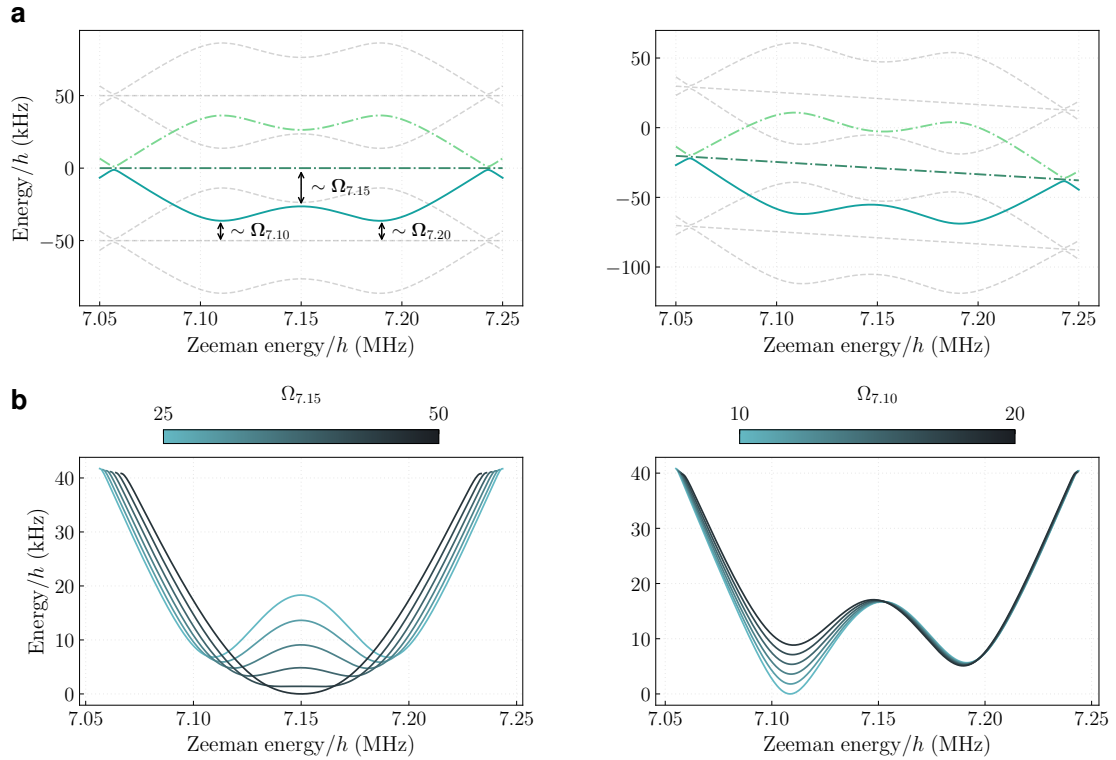 a
50
0
−50
Energy/h (kHz)
∼ Ω7.15
∼ Ω7.10
∼ Ω7.20
7.05 7.10 7.15 7.20 7.25
Zeeman energy/h (MHz)
50
0
−50
−100
7.05 7.10 7.15 7.20 7.25
Zeeman energy/h (MHz)
b
Ω7.15
25 50
40
30
20
10
0
Energy/h (kHz)
7.05 7.10 7.15 7.20 7.25
Zeeman energy/h (MHz)
Ω7.10
10 20
40
30
20
10
0
7.05 7.10 7.15 7.20 7.25
Zeeman energy/h (MHz)